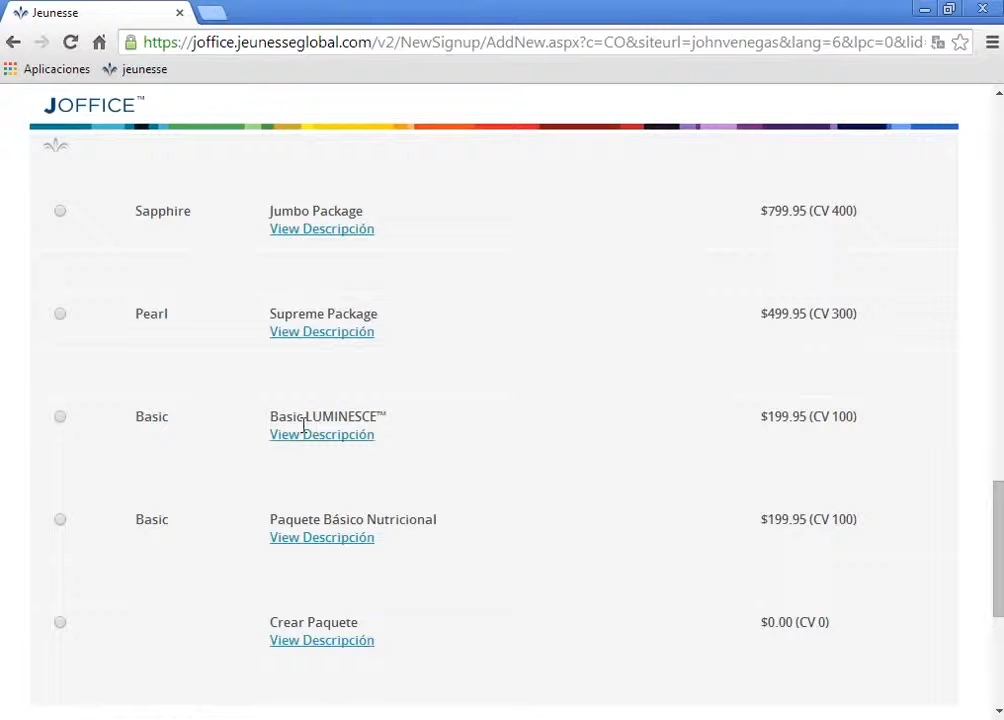 Jeunesse
https://joffice.jeunesseglobal.com/v2/NewSignup/AddNew.aspx?c=CO&siteurl=johnvenegas&lang=6&lpc=0&lid
Aplicaciones jeunesse
JOFFICE™
Sapphire Jumbo Package $799.95 (CV 400)
View Descripción
Pearl Supreme Package $499.95 (CV 300)
View Descripción
Basic Basic LUMINESCE™ $199.95 (CV 100)
View Descripción
Basic Paquete Básico Nutricional $199.95 (CV 100)
View Descripción
Crear Paquete $0.00 (CV 0)
View Descripción